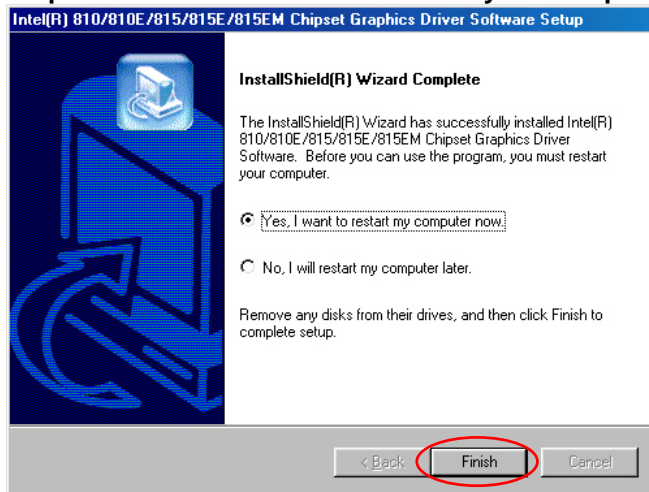 Intel(R) 810/810E/815/815E/815EM Chipset Graphics Driver Software Setup
InstallShield(R) Wizard Complete
The InstallShield(R) Wizard has successfully installed Intel(R)
810/810E/815/815E/815EM Chipset Graphics Driver
Software. Before you can use the program, you must restart
your computer.
Yes, I want to restart my computer now.
No, I will restart my computer later.
Remove any disks from their drives, and then click Finish to
complete setup.
< Back
Finish
Cancel